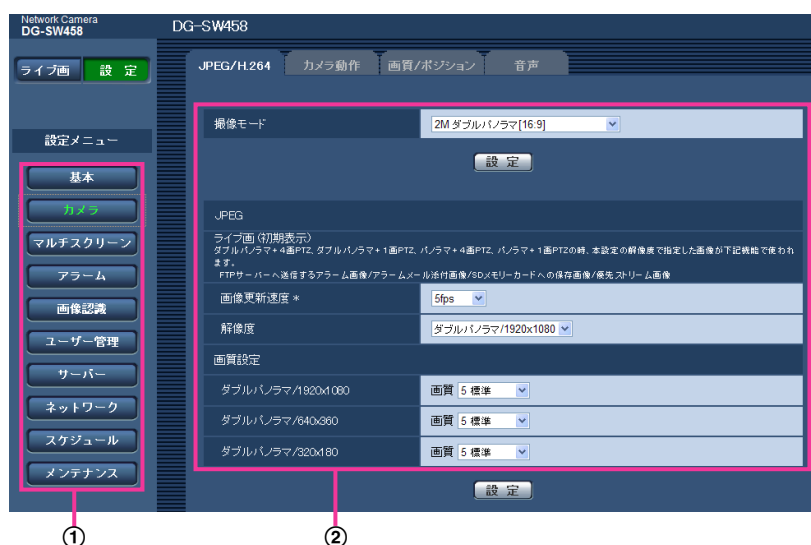 Network Camera
DG-SW458
DG-SW458
ライブ画 設 定
JPEG/H.264 カメラ動作 画質/ポジション 音声
設定メニュー
基本
カメラ
マルチスクリーン
アラーム
画像認識
ユーザー管理
サーバー
ネットワーク
スケジュール
メンテナンス
①
撮像モード 2M ダブルパノラマ[16:9]
設 定
JPEG
ライブ画(初期表示)
ダブルパノラマ+4画PTZ、ダブルパノラマ+1画PTZ、パノラマ+4画PTZ、パノラマ+1画PTZの時、本設定の解像度で指定した画像が下記機能で使われ
ます。
FTPサーバーへ送信するアラーム画像/アラームメール添付画像/SDメモリーカードへの保存画像/優先ストリーム画像
画像更新速度 * 5fps
解像度 ダブルパノラマ/1920x1080
画質設定
ダブルパノラマ/1920x1080 画質 5 標準
ダブルパノラマ/640x360 画質 5 標準
ダブルパノラマ/320x180 画質 5 標準
設 定
②